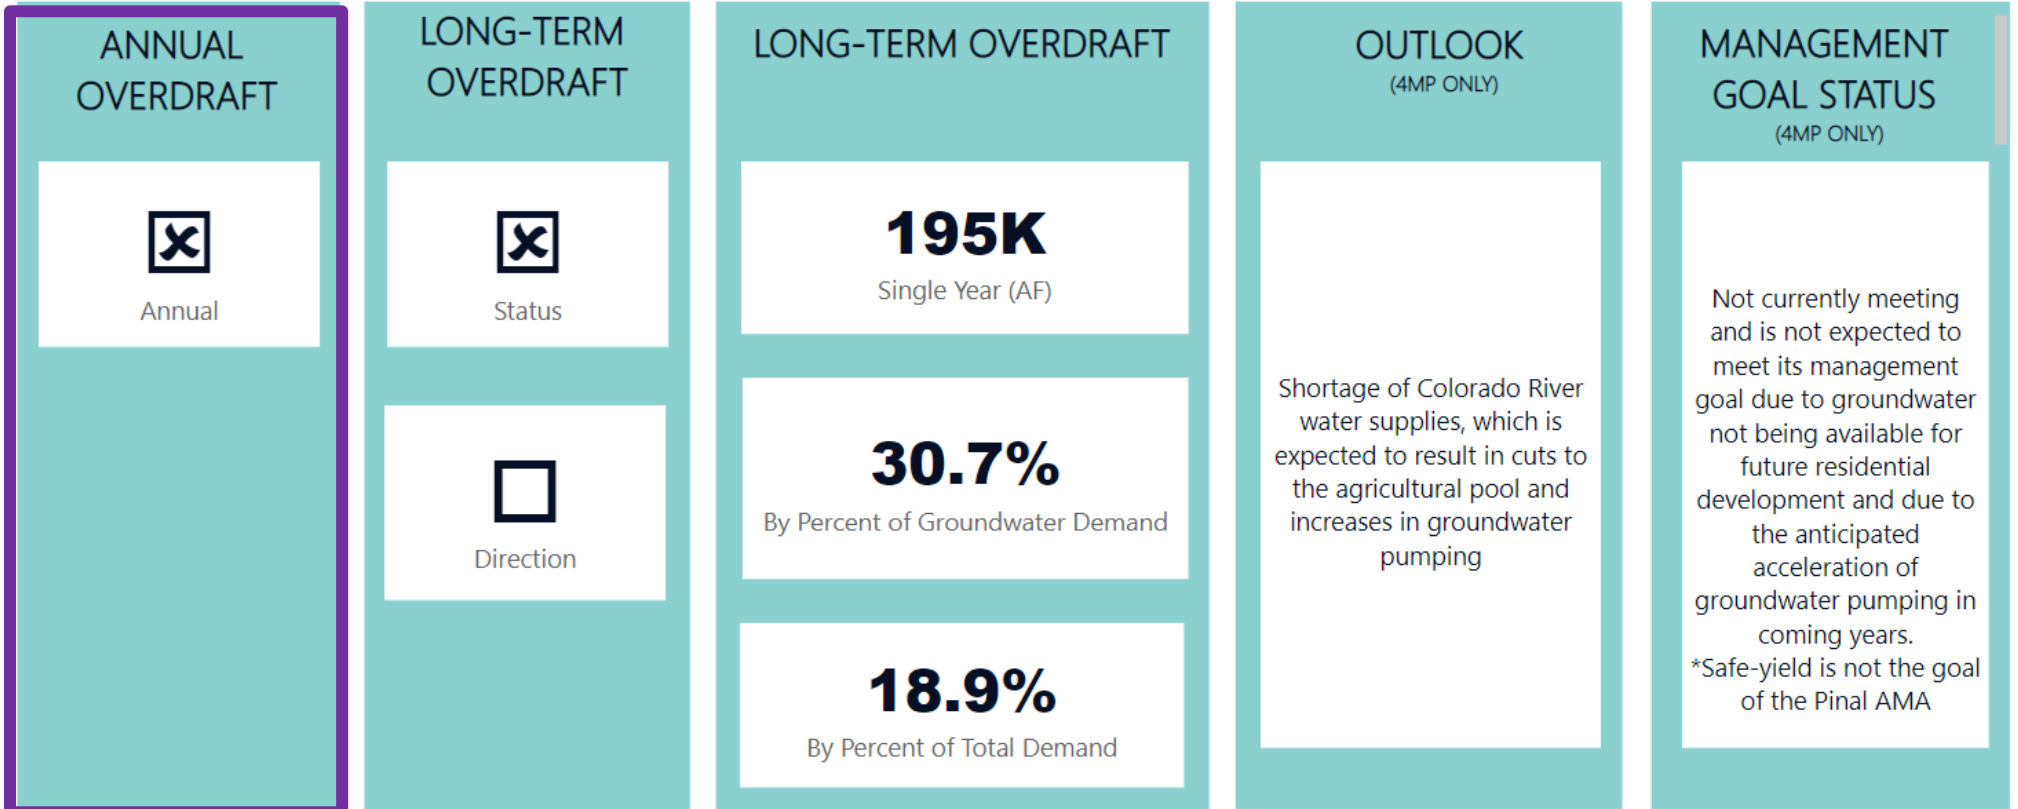 ANNUAL
OVERDRAFT
Annual
LONG-TERM
OVERDRAFT
Status
Direction
LONG-TERM OVERDRAFT
195K
Single Year (AF)
30.7%
By Percent of Groundwater Demand
18.9%
By Percent of Total Demand
OUTLOOK
(4MP ONLY)
Shortage of Colorado River
water supplies, which is
expected to result in cuts to
the agricultural pool and
increases in groundwater
pumping
MANAGEMENT
GOAL STATUS
(4MP ONLY)
Not currently meeting
and is not expected to
meet its management
goal due to groundwater
not being available for
future residential
development and due to
the anticipated
acceleration of
groundwater pumping in
coming years.
*Safe-yield is not the goal
of the Pinal AMA